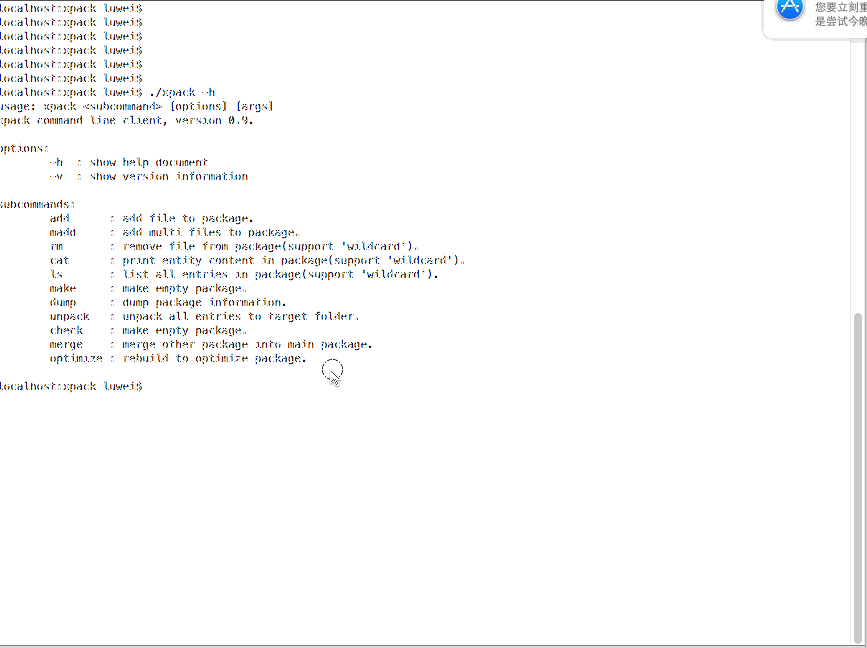 localhost:xpack luwei$
localhost:xpack luwei$
localhost:xpack luwei$
localhost:xpack luwei$
localhost:xpack luwei$
localhost:xpack luwei$
localhost:xpack luwei$ ./xpack -h
usage: xpack <subcommand> [options] [args]
xpack command line client, version 0.9.
options:
-h : show help document
-v : show version information
subcommands:
add : add file to package.
madd : add multi files to package.
rm : remove file from package(support 'wildcard').
cat : print entity content in package(support 'wildcard').
ls : list all entries in package(support 'wildcard').
make : make empty package.
dump : dump package information.
unpack : unpack all entries to target folder.
check : make enpty package.
merge : merge other package into main package.
optimize : rebuild to optimize package.
localhost:xpack luwei$
您要立刻重
是尝试今晚